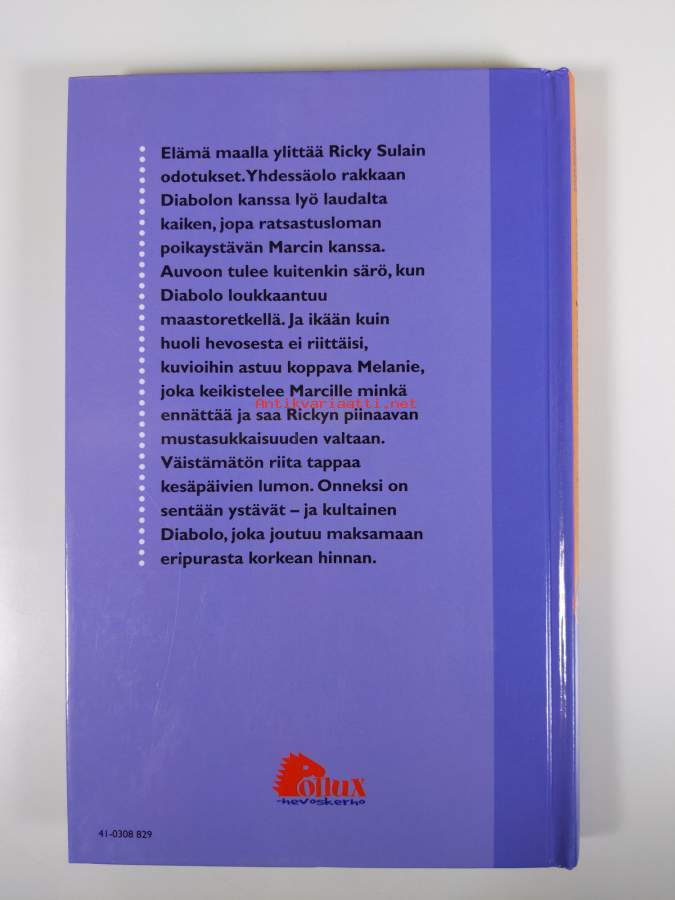 Elämä maalla ylittää Ricky Sulain
odotukset. Yhdessäolo rakkaan
Diabolon kanssa lyö laudalta
kaiken, jopa ratsastusloman
poikaystävän Marcin kanssa.
Auvoon tulee kuitenkin särö, kun
Diabolo loukkaantuu
maastoretkellä. Ja ikään kuin
huoli hevosesta ei riittäisi,
kuvioihin astuu koppava Melanie,
joka keikistelee Marcille minkä
ennättää ja saa Rickyn piinaavan
Antikvariaatti.net
mustasukkaisuuden valtaan.
Väistämätön riita tappaa
kesäpäivien lumon. Onneksi on
sentään ystävät – ja kultainen
Diabolo, joka joutuu maksamaan
eripurasta korkean hinnan.
Pollux
-hevoskerho
41-0308 829